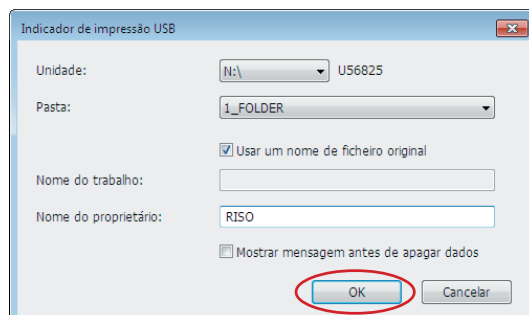 Indicador de impressão USB
Unidade: N:\ U56825
Pasta: 1_FOLDER
Usar um nome de ficheiro original
Nome do trabalho:
Nome do proprietário: RISO
Mostrar mensagem antes de apagar dados
OK Cancelar